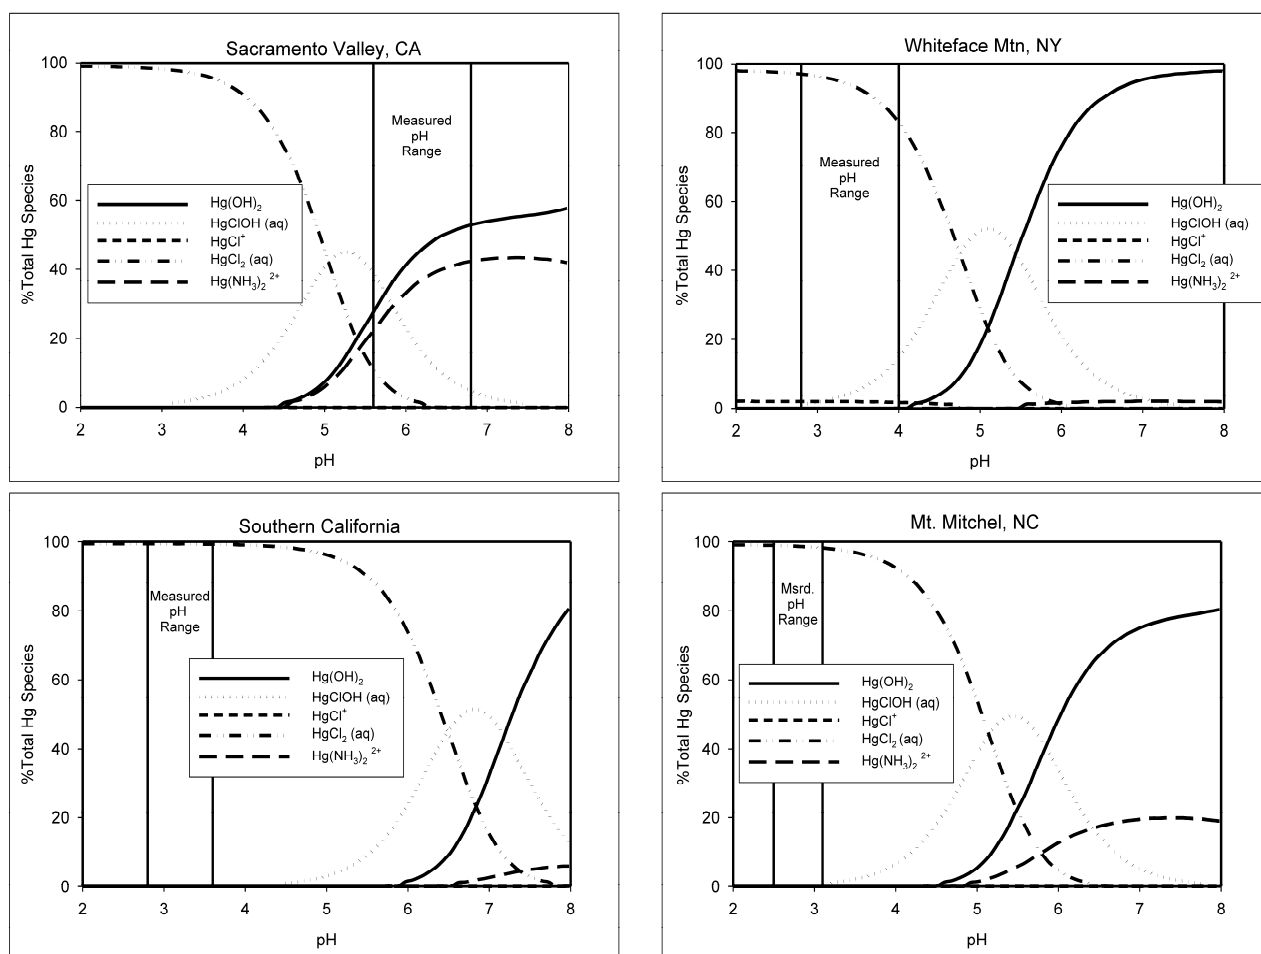 Sacramento Valley, CA
%Total Hg Species
100
80
60
40
20
0
Measured
pH
Range
Hg(OH)2
HgClOH (aq)
HgCl+
HgCl2 (aq)
Hg(NH3)2 2+
2 3 4 5 6 7 8
pH
Whiteface Mtn, NY
%Total Hg Species
100
80
60
40
20
0
Measured
pH
Range
Hg(OH)2
HgClOH (aq)
HgCl+
HgCl2 (aq)
Hg(NH3)2 2+
2 3 4 5 6 7 8
pH
Southern California
%Total Hg Species
100
80
60
40
20
0
Measured
pH
Range
Hg(OH)2
HgClOH (aq)
HgCl+
HgCl2 (aq)
Hg(NH3)2 2+
2 3 4 5 6 7 8
pH
Mt. Mitchel, NC
%Total Hg Species
100
80
60
40
20
0
Msrd.
pH
Range
Hg(OH)2
HgClOH (aq)
HgCl+
HgCl2 (aq)
Hg(NH3)2 2+
2 3 4 5 6 7 8
pH